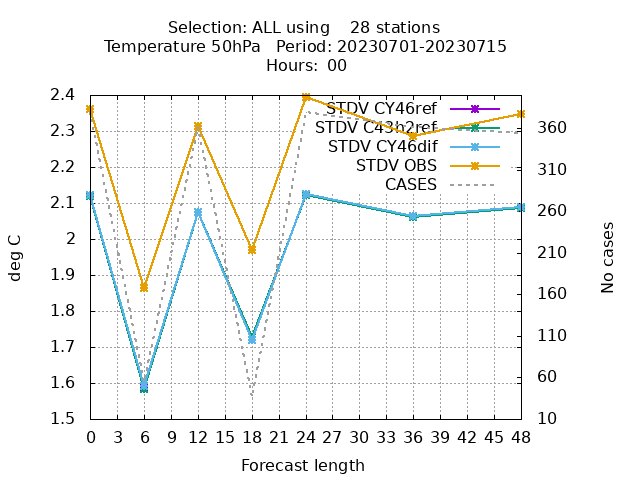 Selection: ALL using    28 stations
Temperature 50hPa   Period: 20230701-20230715
Hours:  00
STDV CY46ref
STDV C43h2ref
STDV CY46dif
STDV OBS
CASES
2.4
2.3
2.2
2.1
2
1.9
1.8
1.7
1.6
1.5
deg C
360
310
260
210
160
110
60
10
No cases
0 3 6 9 12 15 18 21 24 27 30 33 36 39 42 45 48
Forecast length